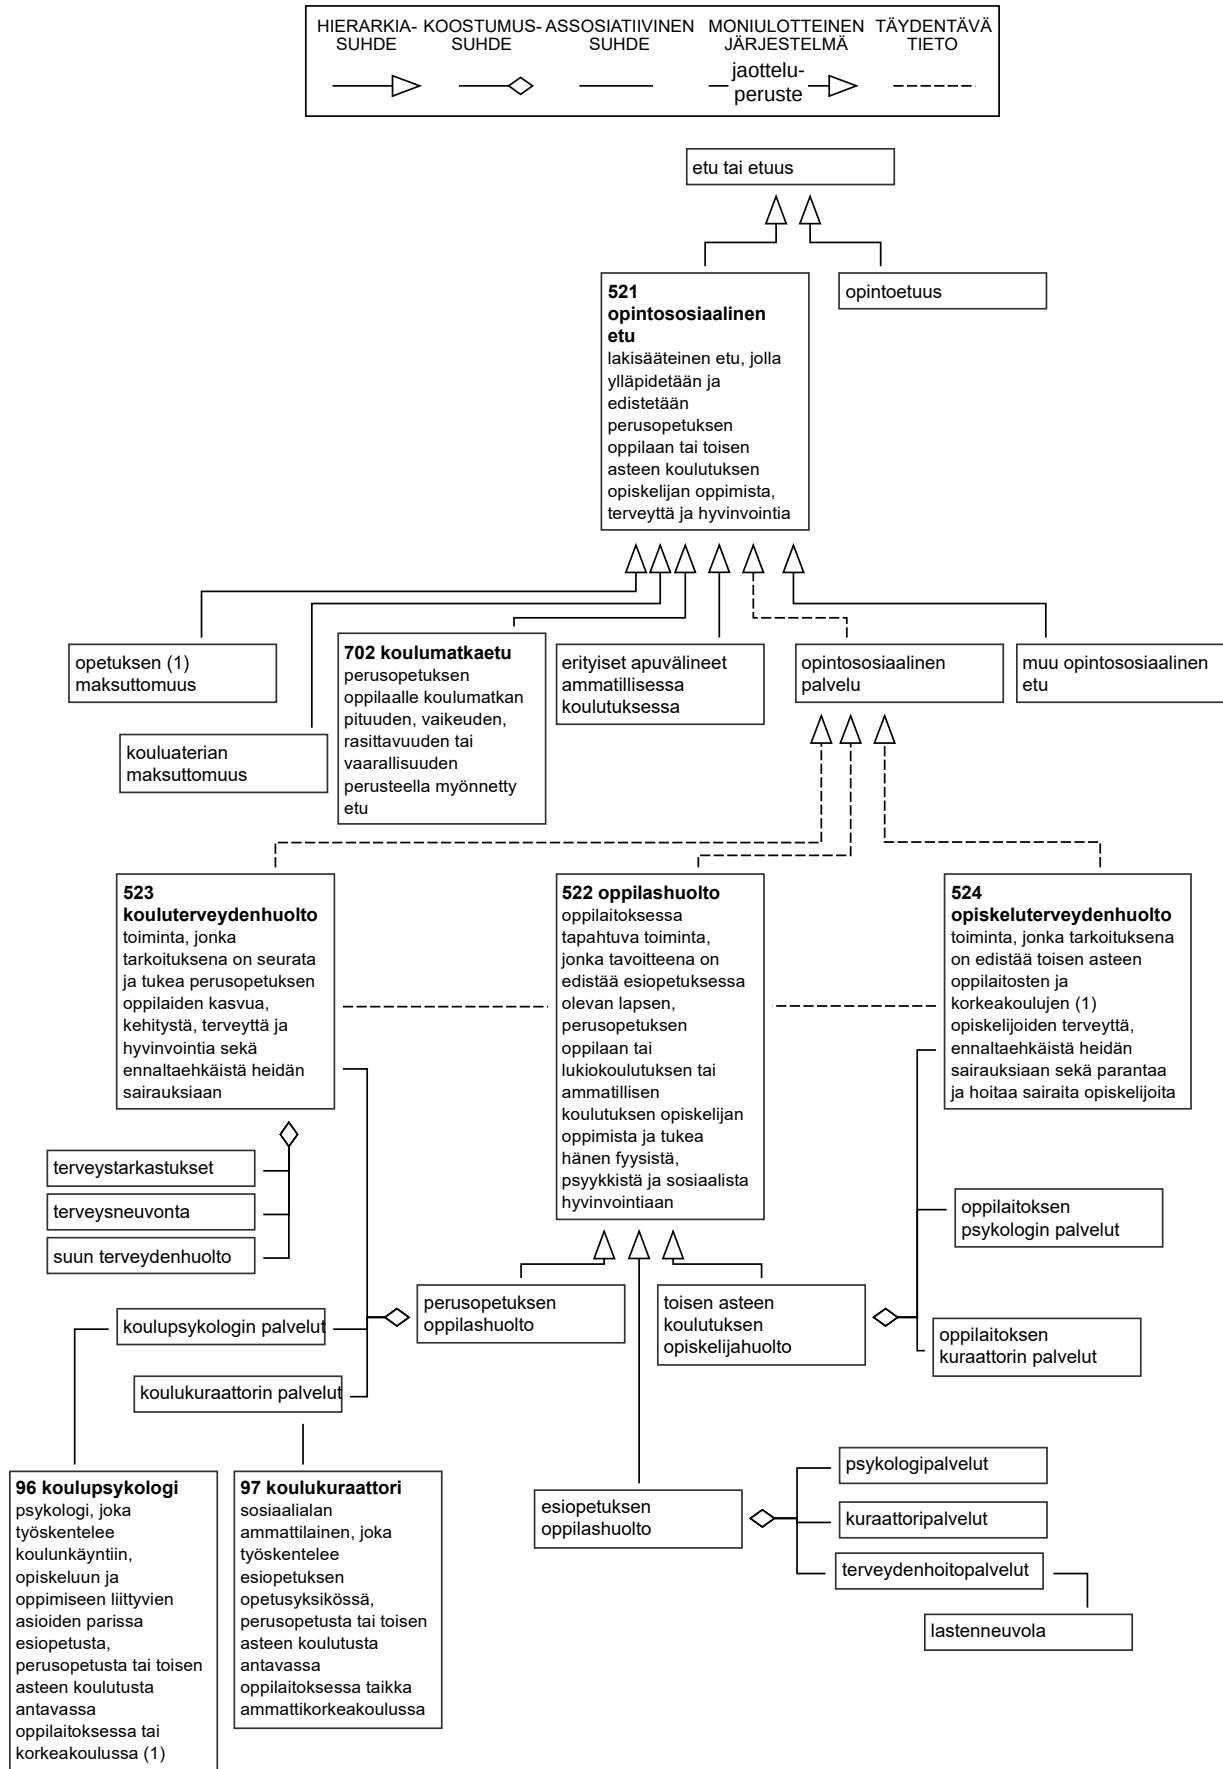 HIERARKIA-
SUHDE
KOOSTUMUS-
SUHDE
ASSOSIATIIVINEN
SUHDE
MONIULOTTEINEN
JÄRJESTELMÄ
TÄYDENTÄVÄ
TIETO
jaottelu-
peruste
etu tai etuus
521
opintososiaalinen
etu
lakisääteinen etu, jolla
ylläpidetään ja
edistetään
perusopetuksen
oppilaan tai toisen
asteen koulutuksen
opiskelijan oppimista,
terveyttä ja hyvinvointia
opintoetuus
opetuksen (1)
maksuttomuus
kouluaterian
maksuttomuus
702 koulumatkaetu
perusopetuksen
oppilaalle koulumatkan
pituuden, vaikeuden,
rasittavuuden tai
vaarallisuuden
perusteella myönnetty
etu
erityiset apuvälineet
ammatillisessa
koulutuksessa
opintososiaalinen
palvelu
muu opintososiaalinen
etu
523
kouluterveydenhuolto
toiminta, jonka
tarkoituksena on seurata
ja tukea perusopetuksen
oppilaiden kasvua,
kehitystä, terveyttä ja
hyvinvointia sekä
ennaltaehkäistä heidän
sairauksiaan
522 oppilashuolto
oppilaitoksessa
tapahtuva toiminta,
jonka tavoitteena on
edistää esiopetuksessa
olevan lapsen,
perusopetuksen
oppilaan tai
lukiokoulutuksen tai
ammatillisen
koulutuksen opiskelijan
oppimista ja tukea
hänen fyysistä,
psyykkistä ja sosiaalista
hyvinvointiaan
524
opiskeluterveydenhuolto
toiminta, jonka tarkoituksena
on edistää toisen asteen
oppilaitosten ja
korkeakoulujen (1)
opiskelijoiden terveyttä,
ennaltaehkäistä heidän
sairauksiaan sekä parantaa
ja hoitaa sairaita opiskelijoita
terveystarkastukset
terveysneuvonta
suun terveydenhuolto
oppilaitoksen
psykologin palvelut
koulupsykologin palvelut
perusopetuksen
oppilashuolto
toisen asteen
koulutuksen
opiskelijahuolto
oppilaitoksen
kuraattorin palvelut
koulukuraattorin palvelut
96 koulupsykologi
psykologi, joka
työskentelee
koulunkäyntiin,
opiskeluun ja
oppimiseen liittyvien
asioiden parissa
esiopetusta,
perusopetusta tai toisen
asteen koulutusta
antavassa
oppilaitoksessa tai
korkeakoulussa (1)
97 koulukuraattori
sosiaalialan
ammattilainen, joka
työskentelee
esiopetuksen
opetusyksikössä,
perusopetusta tai toisen
asteen koulutusta
antavassa
oppilaitoksessa taikka
ammattikorkeakoulussa
esiopetuksen
oppilashuolto
psykologipalvelut
kuraattoripalvelut
terveydenhoitopalvelut
lastenneuvola